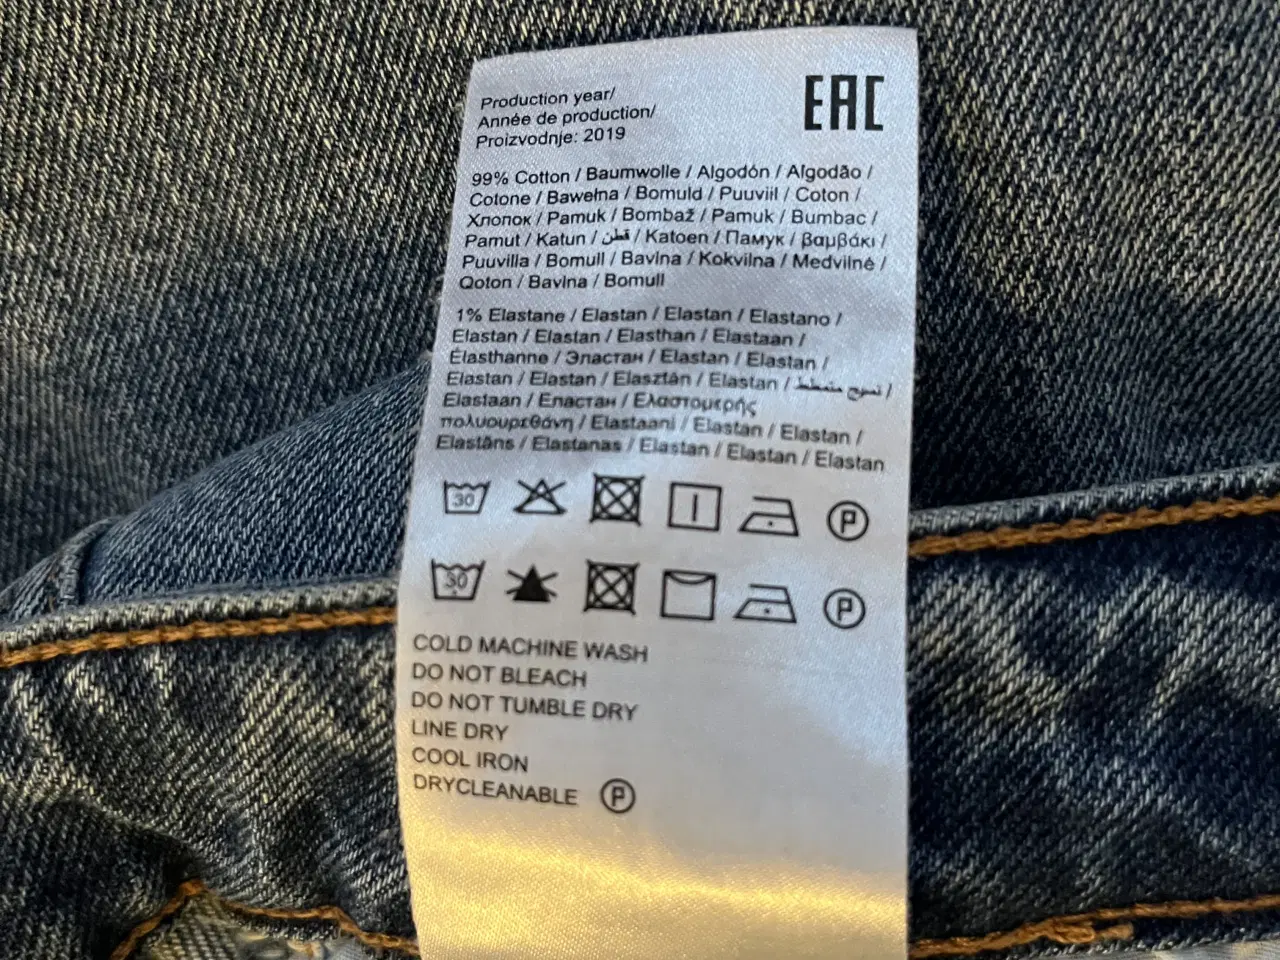 EAC
Production year/
Année de production/
Proizvodnje: 2019
99% Cotton / Baumwolle / Algodón / Algodão /
Cotone / Bawełna / Bomuld / Puuvill / Coton /
Хлопок / Pamuk / Bombaž / Pamuk / Bumbac /
Pamut / Katun / قطن / Katoen / Памук / βαμβάκι /
Puuvilla / Bomull / Bavlna / Kokvilna / Medvilnė /
Qoton / Bavlna / Bomull
1% Elastane / Elastan / Elastan / Elastano /
Elastan / Elastan / Elasthan / Elastaan /
Élasthanne / Эластан / Elastan / Elastan /
Elastan / Elastan / Elasztán / Elastan / نسيج متمطط /
Elastaan / Еластан / Ελαστομερής
πολυουρεθάνη / Elastaani / Elastan / Elastan /
Elastāns / Elastanas / Elastan / Elastan / Elastan
30 P
30 P
COLD MACHINE WASH
DO NOT BLEACH
DO NOT TUMBLE DRY
LINE DRY
COOL IRON
DRYCLEANABLE P